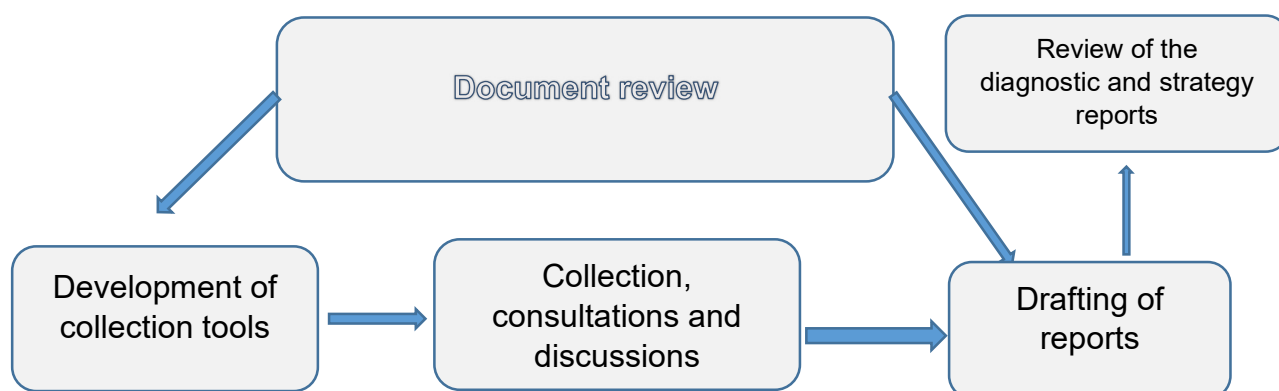 Document review
Review of the
diagnostic and strategy
reports
Development of
collection tools
Collection,
consultations and
discussions
Drafting of
reports